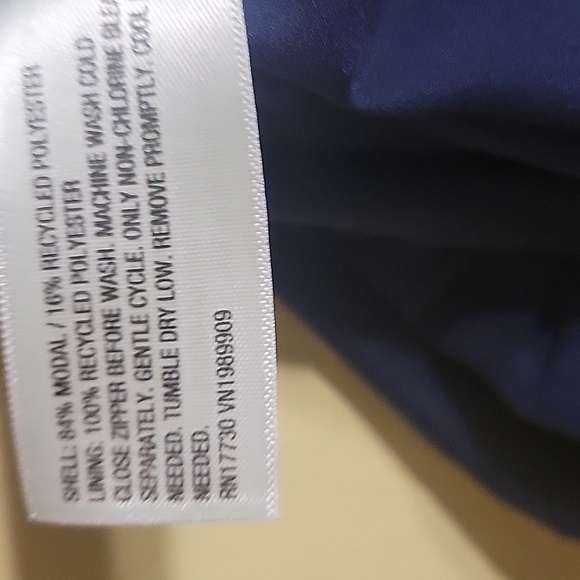 SHELL: 84% MODAL / 16% RECYCLED POLYESTER
LINING: 100% RECYCLED POLYESTER
CLOSE ZIPPER BEFORE WASH. MACHINE WASH COLD
SEPARATELY. GENTLE CYCLE. ONLY NON-CHLORINE BLEA
NEEDED. TUMBLE DRY LOW. REMOVE PROMPTLY. COOL
NEEDED.
RN17730 VN1989909